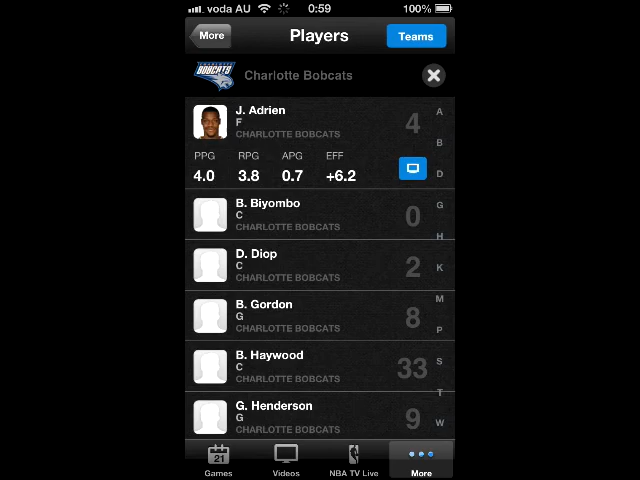 voda AU 0:59 100%
More Players Teams
BOBCATS Charlotte Bobcats
J. Adrien
F
CHARLOTTE BOBCATS
4
PPG RPG APG EFF
4.0 3.8 0.7 +6.2
B. Biyombo
C
CHARLOTTE BOBCATS
0
D. Diop
C
CHARLOTTE BOBCATS
2
B. Gordon
G
CHARLOTTE BOBCATS
8
B. Haywood
C
CHARLOTTE BOBCATS
33
G. Henderson
G
CHARLOTTE BOBCATS
9
A
B
D
G
H
K
M
P
S
T
W
21
Games Videos NBA TV Live More